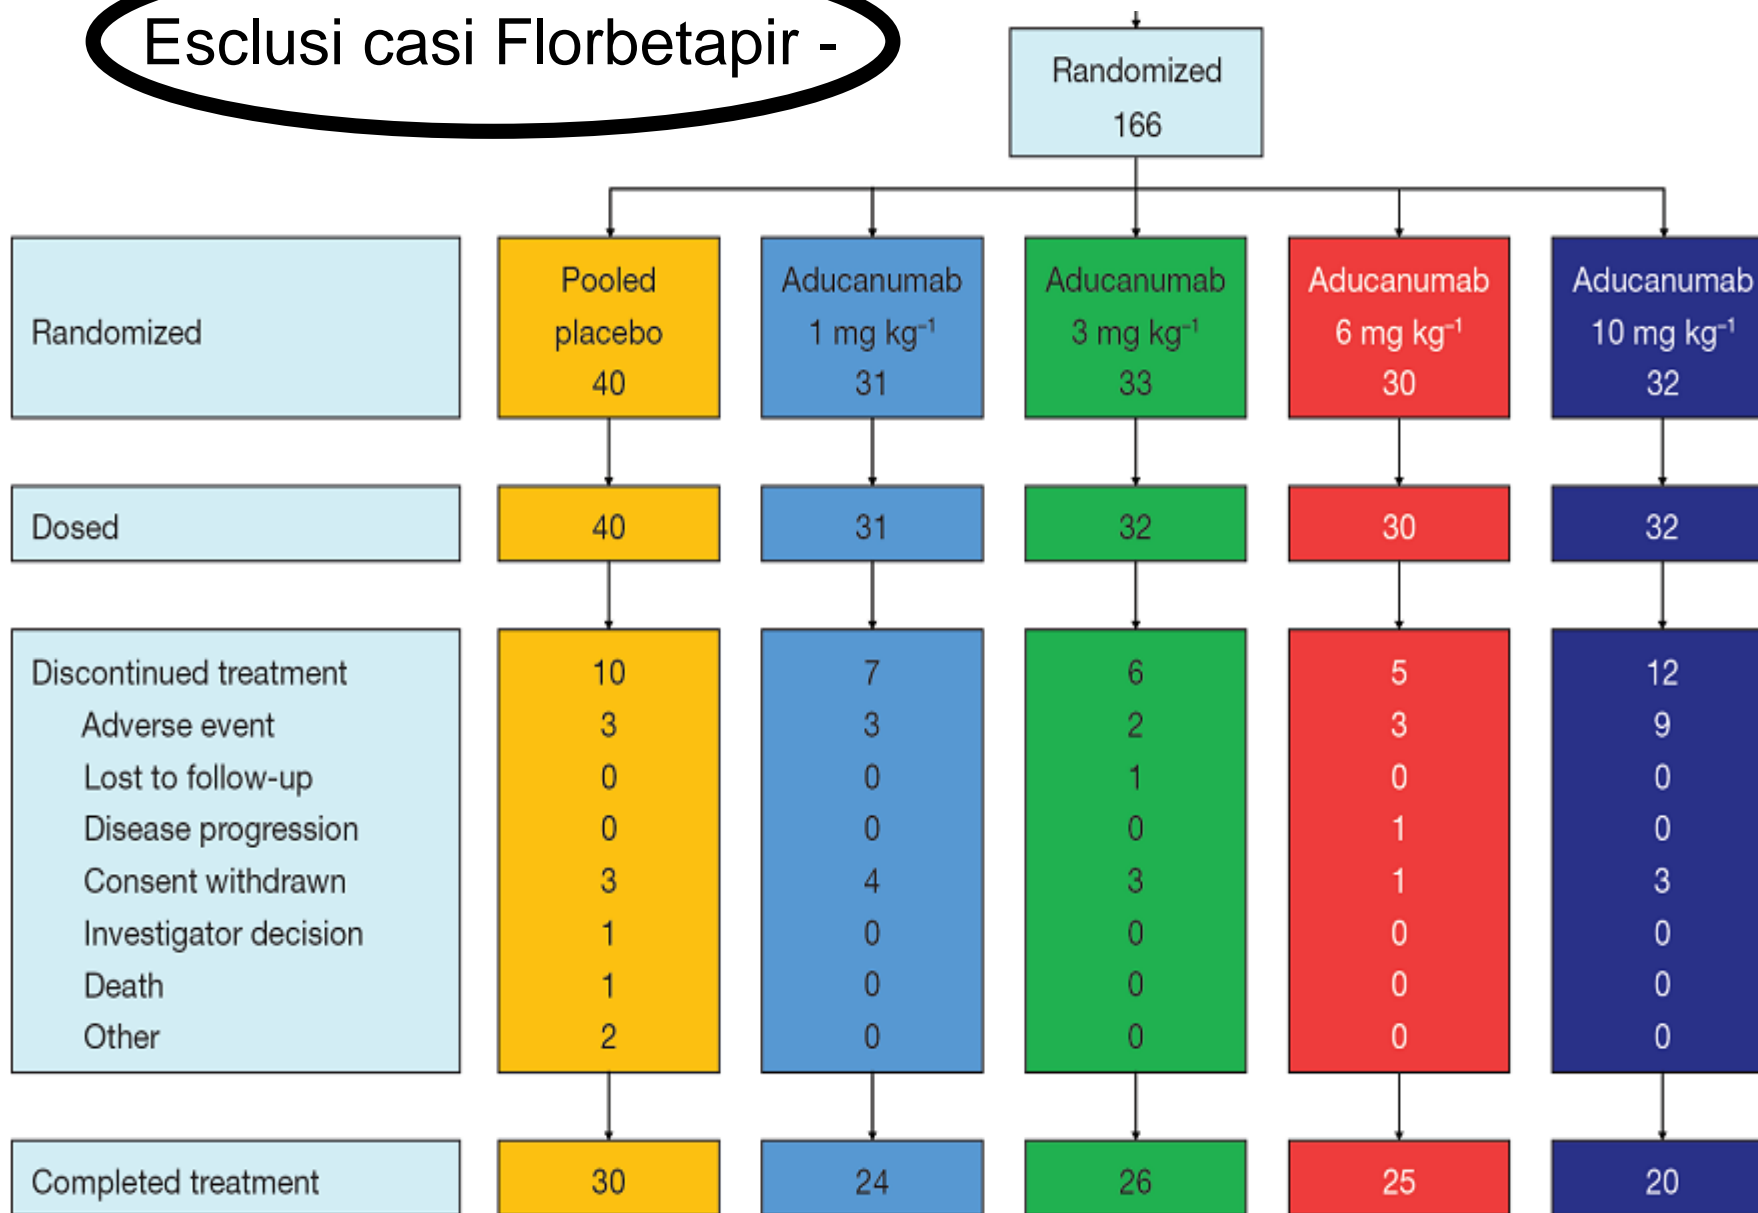 Esclusi casi Florbetapir -
Randomized
166
Randomized
Pooled
placebo
40
Aducanumab
1 mg kg⁻¹
31
Aducanumab
3 mg kg⁻¹
33
Aducanumab
6 mg kg⁻¹
30
Aducanumab
10 mg kg⁻¹
32
Dosed 40 31 32 30 32
Discontinued treatment 10 7 6 5 12
Adverse event 3 3 2 3 9
Lost to follow-up 0 0 1 0 0
Disease progression 0 0 0 1 0
Consent withdrawn 3 4 3 1 3
Investigator decision 1 0 0 0 0
Death 1 0 0 0 0
Other 2 0 0 0 0
Completed treatment 30 24 26 25 20